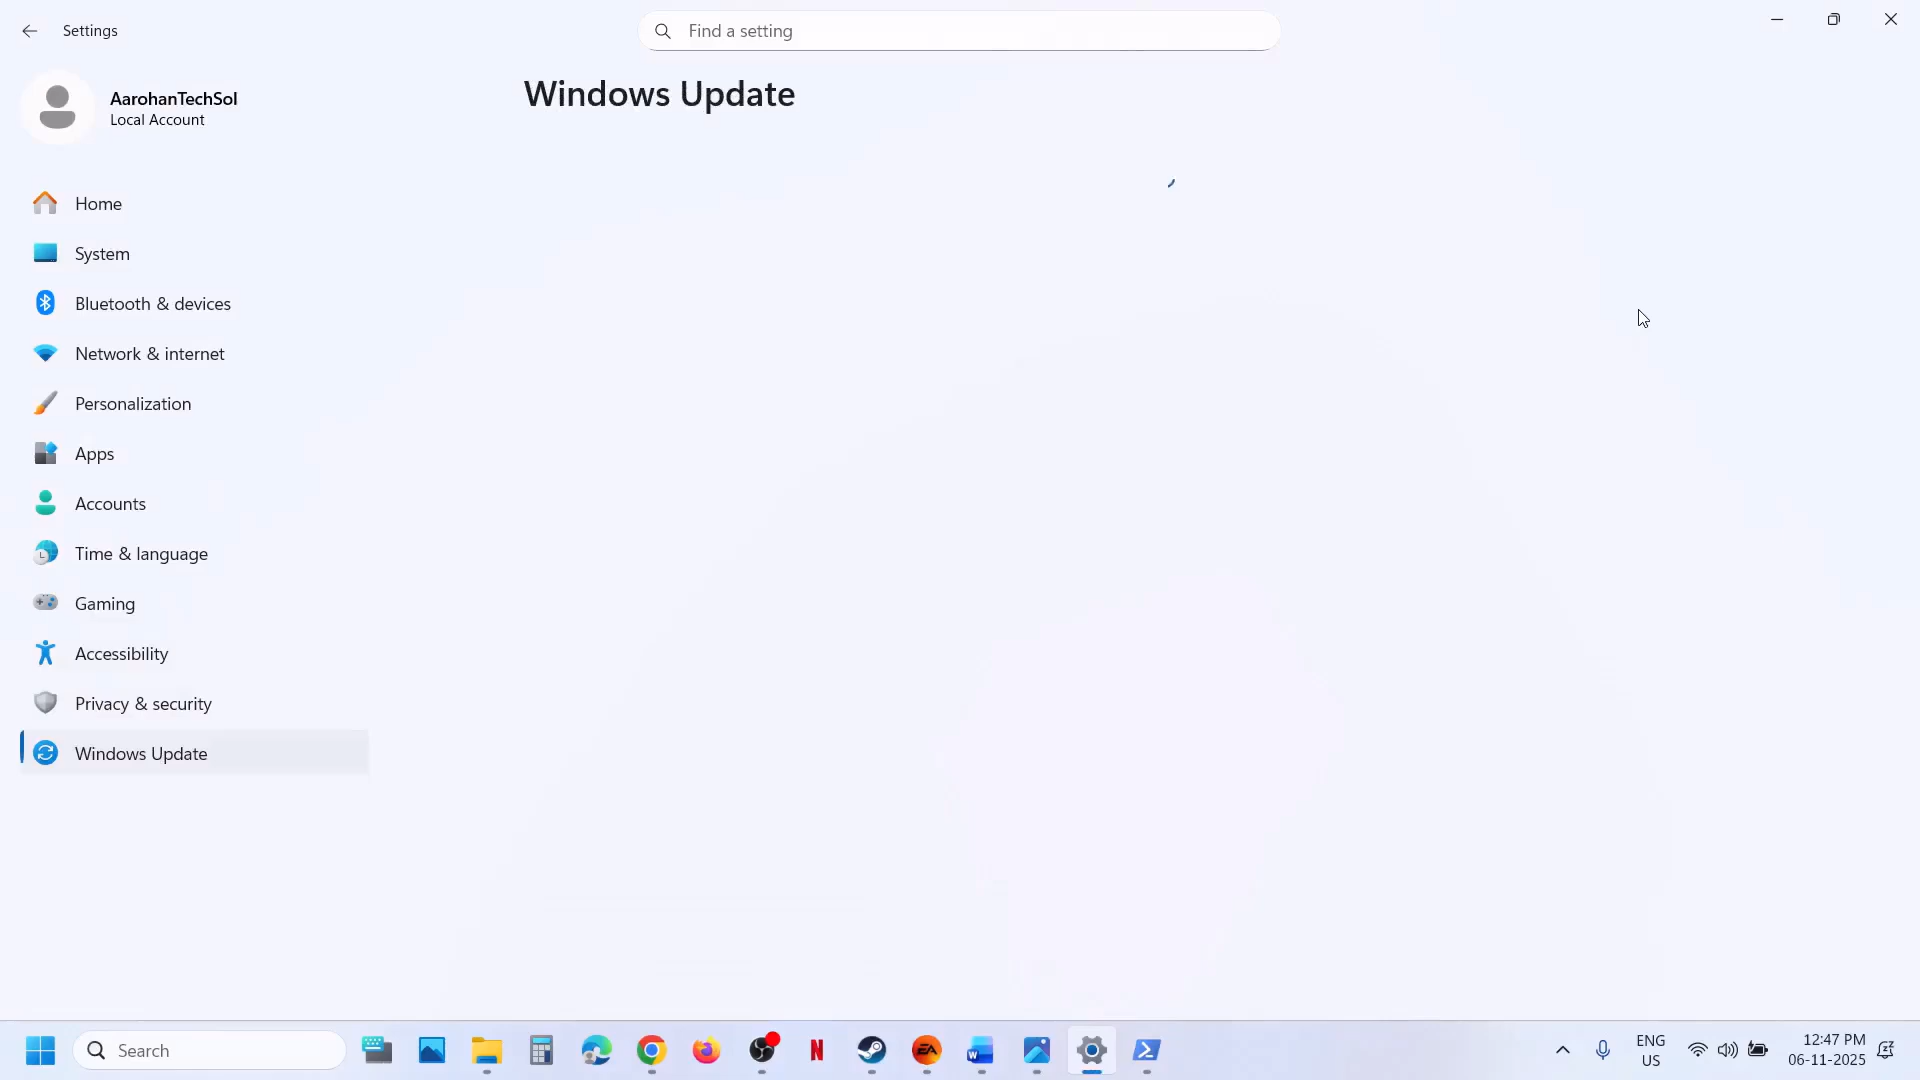 Settings
Find a setting
AarohanTechSol
Local Account
Windows Update
Home
System
Bluetooth & devices
Network & internet
Personalization
Apps
Accounts
Time & language
Gaming
Accessibility
Privacy & security
Windows Update
Search
ENG
US
12:47 PM
06-11-2025